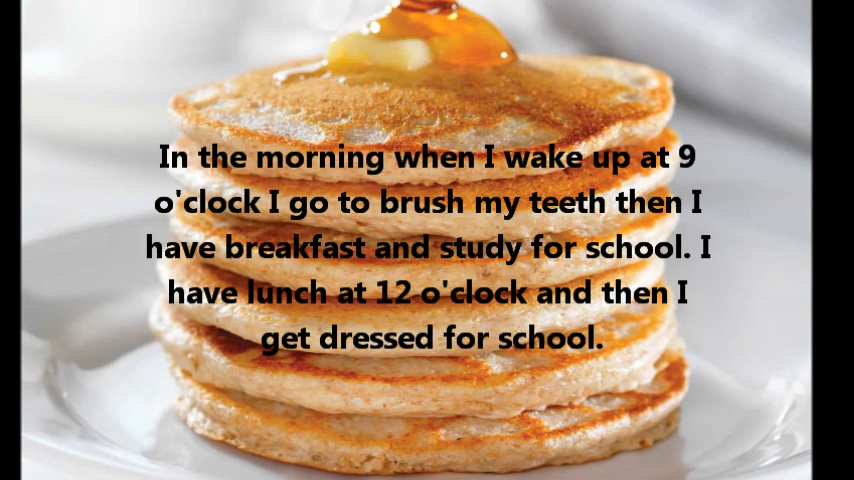 In the morning when I wake up at 9
o'clock I go to brush my teeth then I
have breakfast and study for school. I
have lunch at 12 o'clock and then I
get dressed for school.